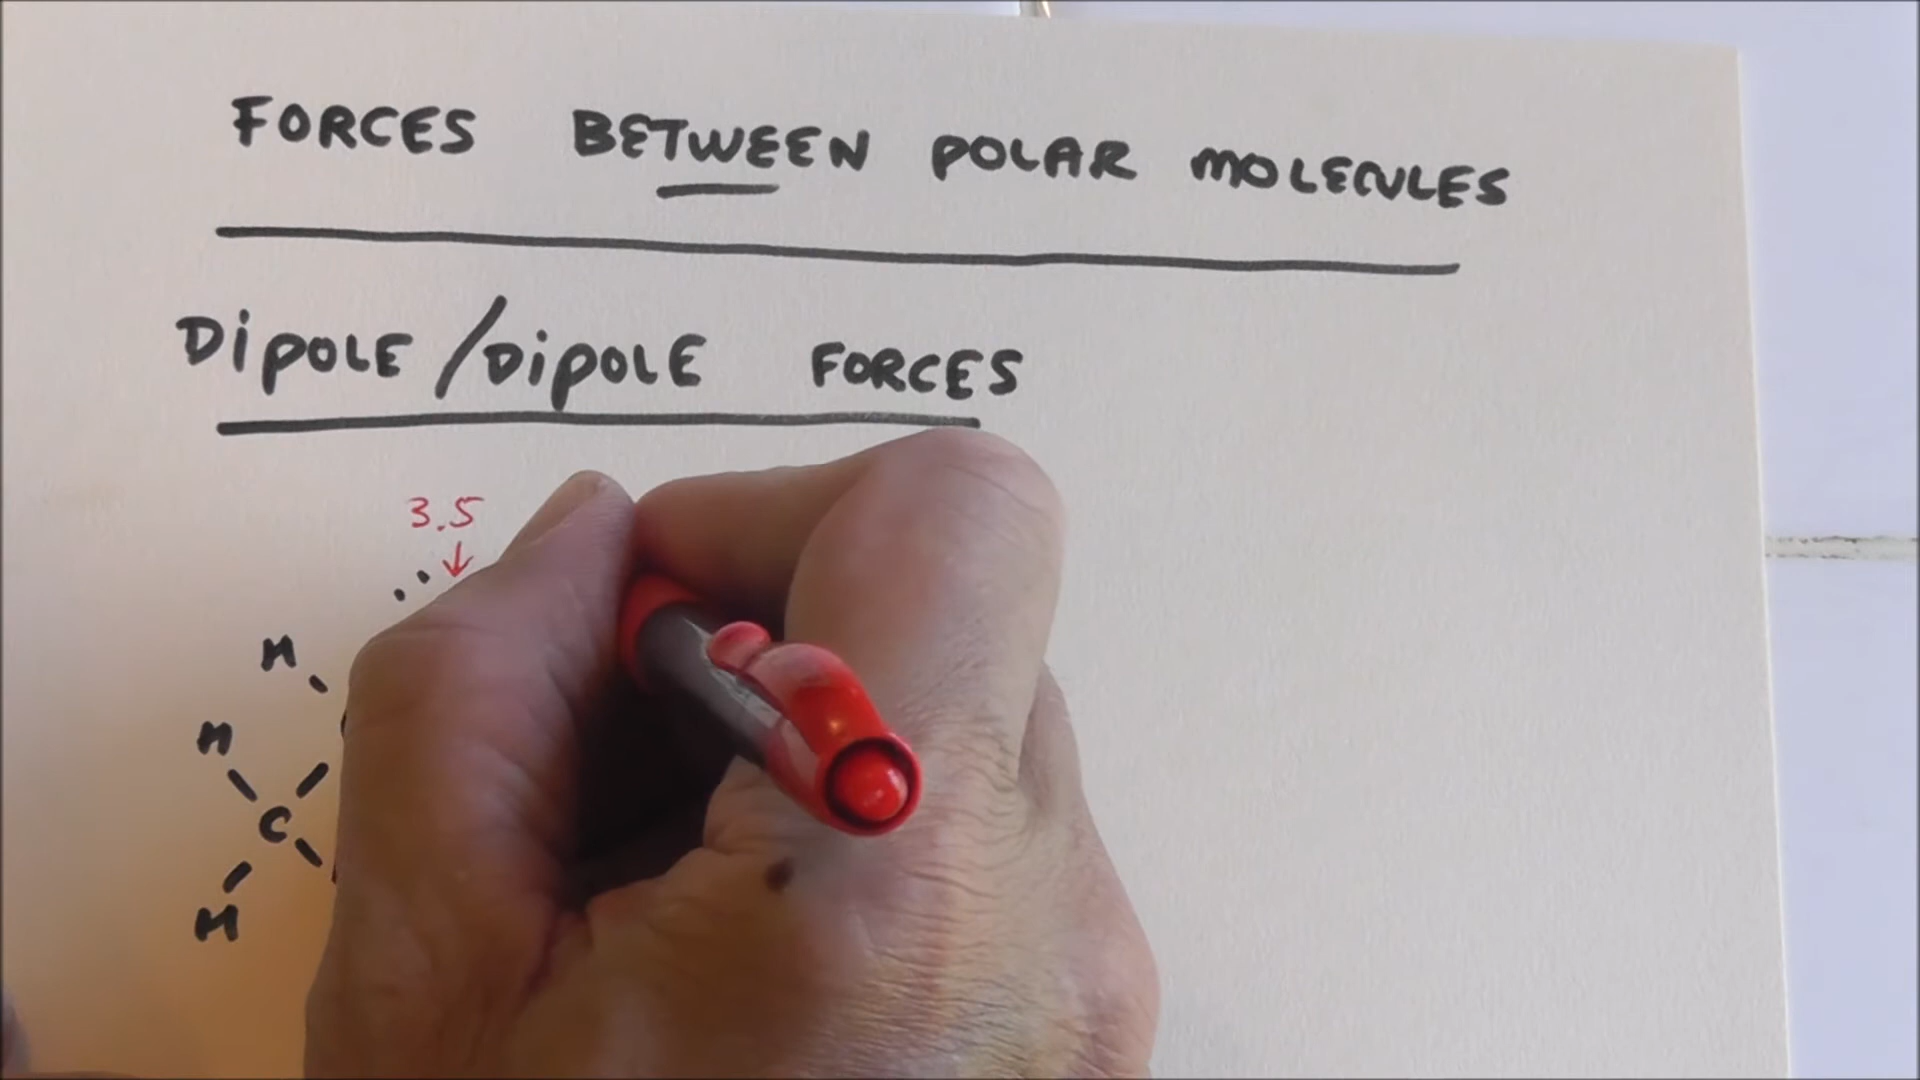 FORCES BETWEEN POLAR MOLECULES
DIPOLE/DIPOLE FORCES
3.5
H
H
C
H